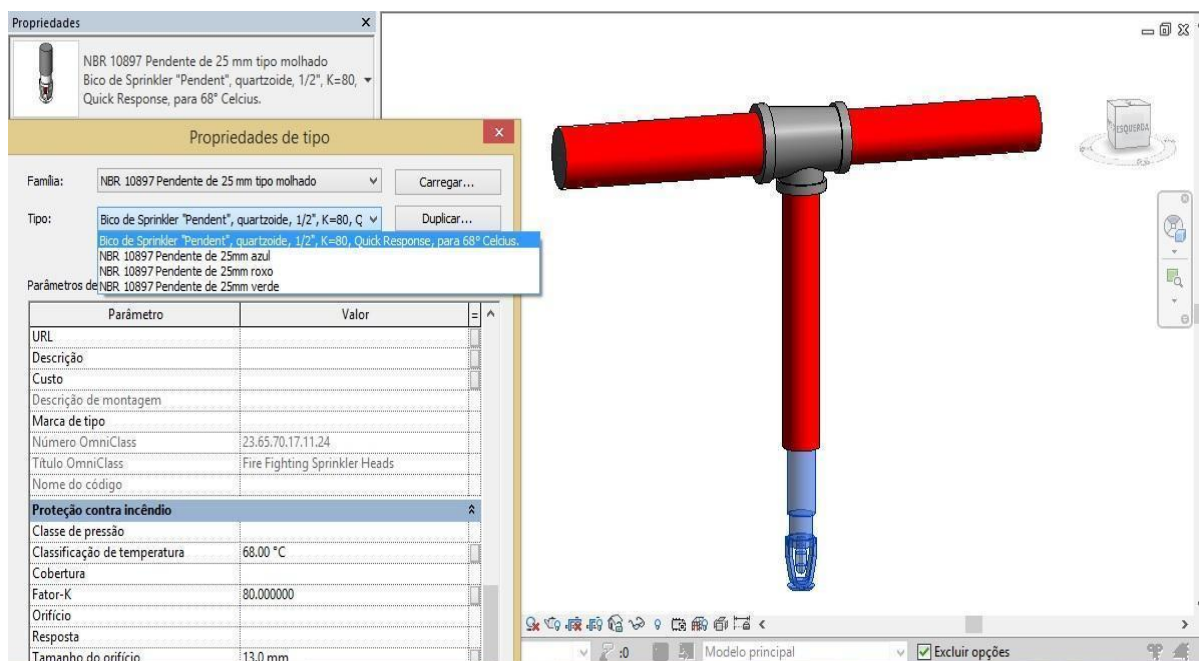 Propriedades
NBR 10897 Pendente de 25 mm tipo molhado
Bico de Sprinkler "Pendent", quartzoide, 1/2", K=80,
Quick Response, para 68° Celcius.
Propriedades de tipo
Família:
NBR 10897 Pendente de 25 mm tipo molhado
Carregar...
Tipo:
Bico de Sprinkler "Pendent", quartzoide, 1/2", K=80, Q
Duplicar...
Bico de Sprinkler "Pendent", quartzoide, 1/2", K=80, Quick Response, para 68° Celcius.
NBR 10897 Pendente de 25mm azul
NBR 10897 Pendente de 25mm roxo
NBR 10897 Pendente de 25mm verde
Parâmetros de
Parâmetro Valor =
URL
Descrição
Custo
Descrição de montagem
Marca de tipo
Número OmniClass 23.65.70.17.11.24
Título OmniClass Fire Fighting Sprinkler Heads
Nome do código
Proteção contra incêndio
Classe de pressão
Classificação de temperatura 68.00 °C
Cobertura
Fator-K 80.000000
Orifício
Resposta
Tamanho do orifício 13.0 mm
ESQUERDA
:0
Modelo principal
Excluir opções